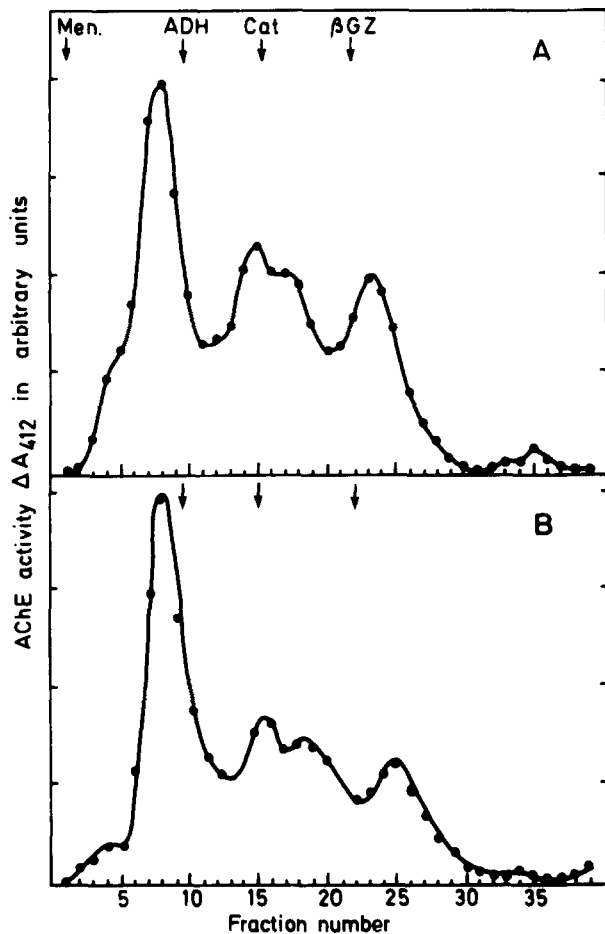 Men. ADH Cat βGZ
A
B
AChE activity ΔA412 in arbitrary units
5 10 15 20 25 30 35
Fraction number